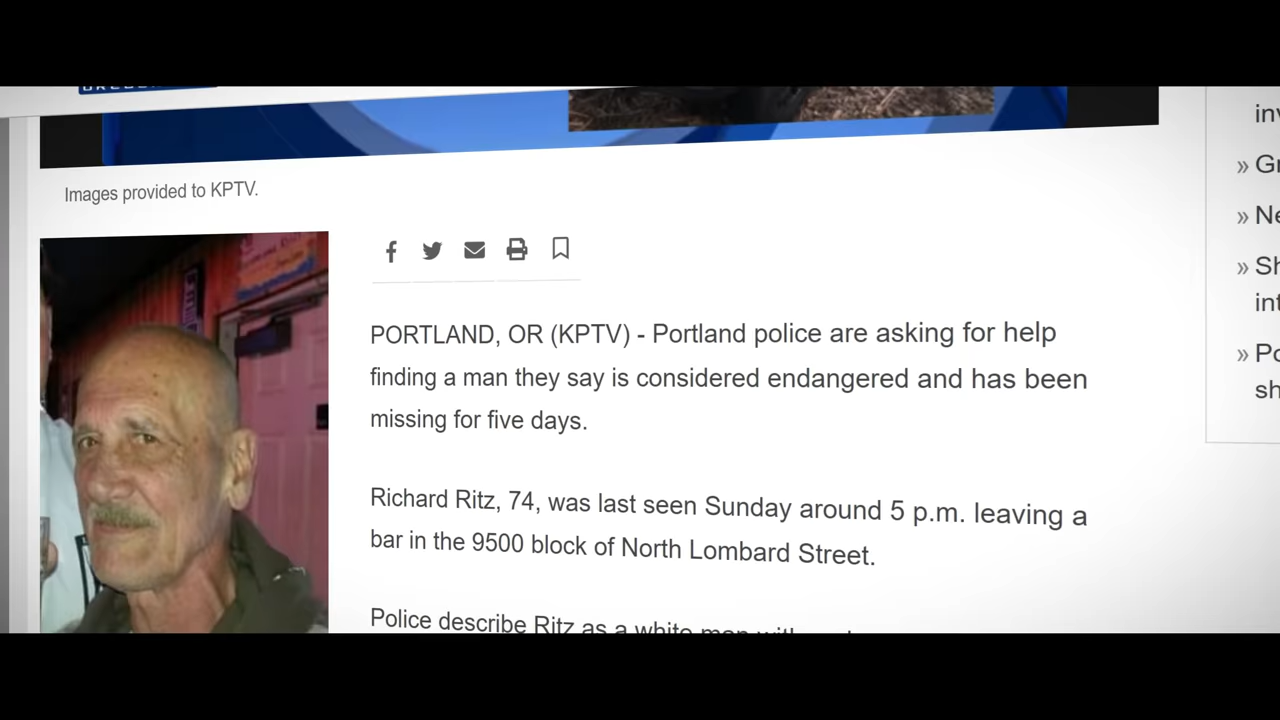 Images provided to KPTV.
PORTLAND, OR (KPTV) - Portland police are asking for help
finding a man they say is considered endangered and has been
missing for five days.
Richard Ritz, 74, was last seen Sunday around 5 p.m. leaving a
bar in the 9500 block of North Lombard Street.
Police describe Ritz as a white man
»
» Gr
» Ne
» Sh
int
» Po
sh